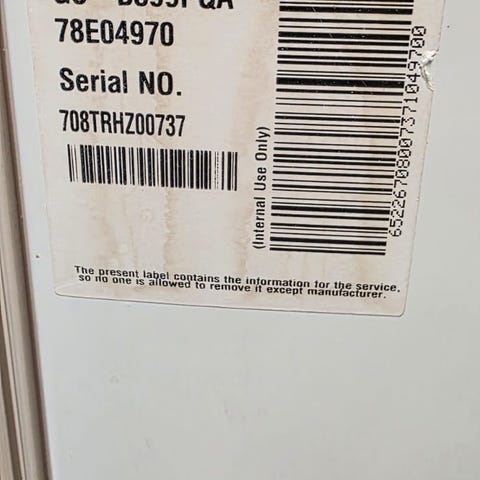 78E04970
Serial NO.
708TRHZ00737
(Internal Use Only)
65226708007371049700
The present label contains the information for the service,
so no one is allowed to remove it except manufacturer.